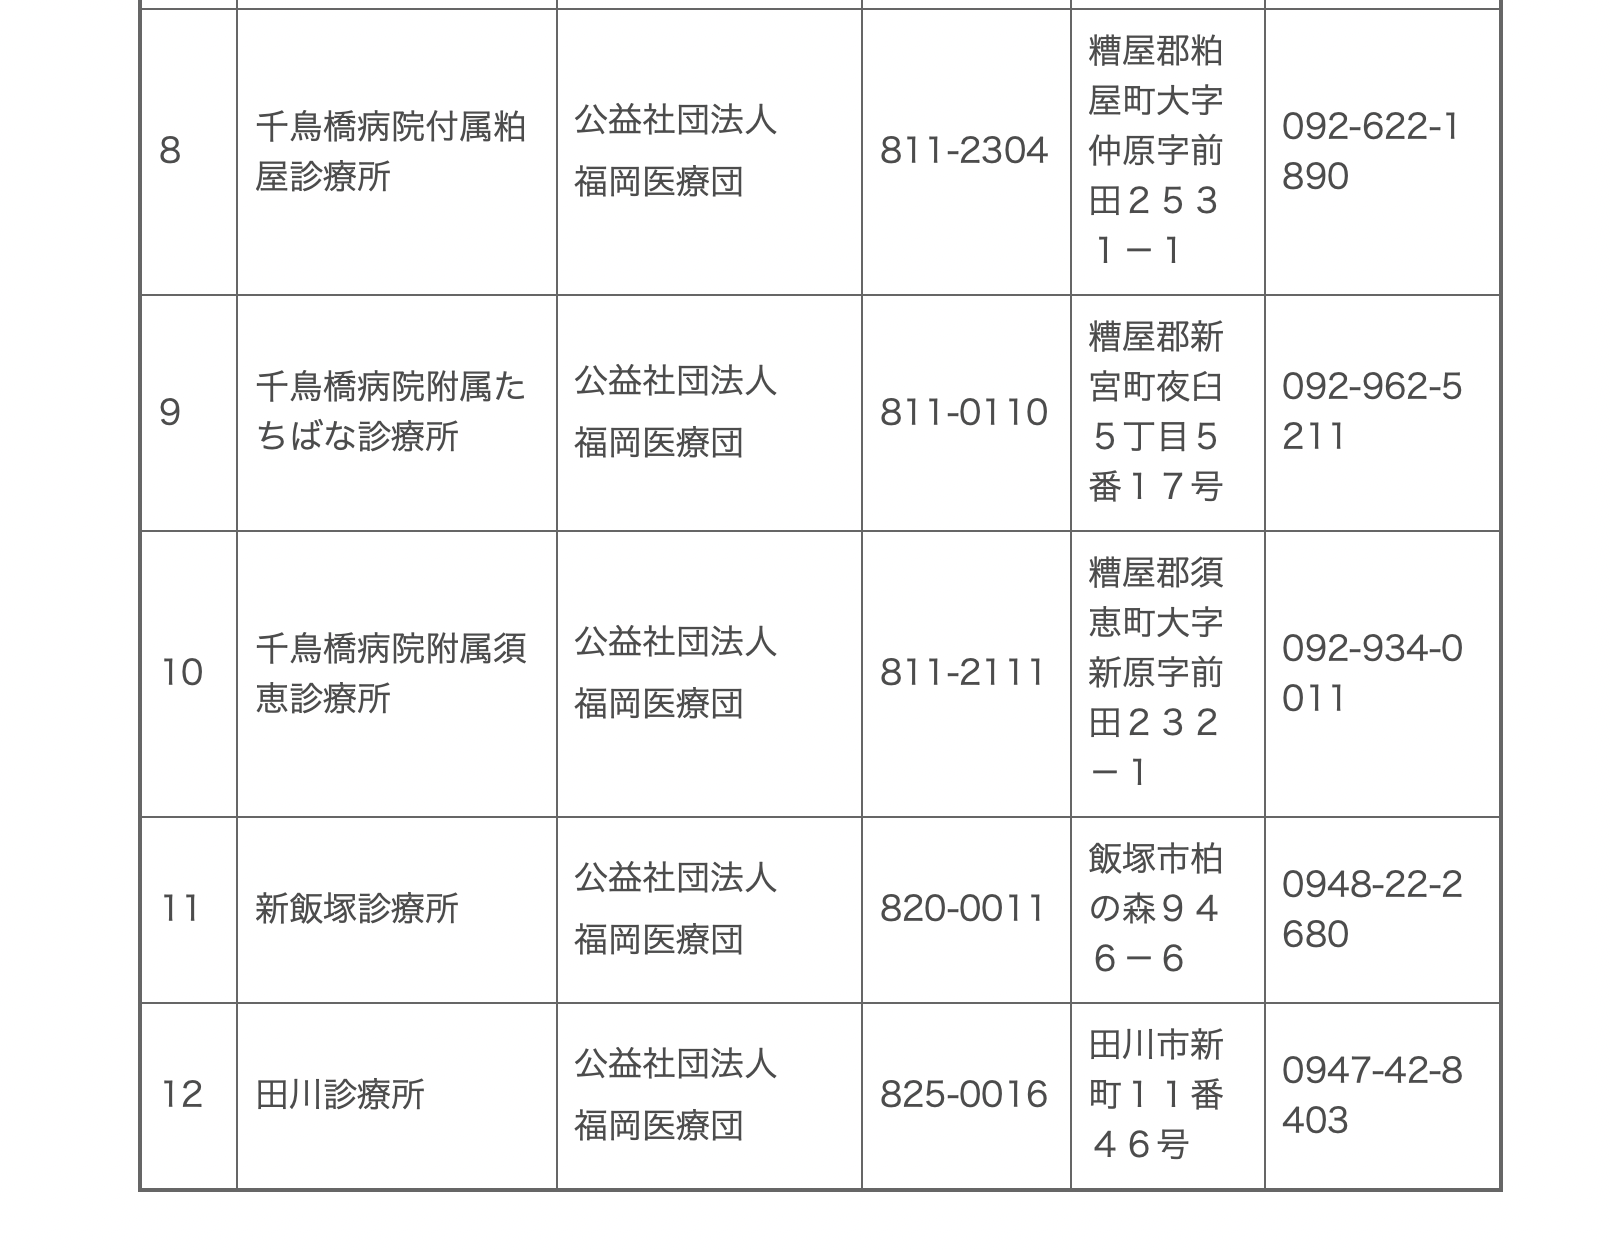 8
千鳥橋病院付属粕
屋診療所
公益社団法人
福岡医療団
811-2304
糟屋郡粕
屋町大字
仲原字前
田２５３
１－１
092-622-1
890
9
千鳥橋病院附属た
ちばな診療所
公益社団法人
福岡医療団
811-0110
糟屋郡新
宮町夜臼
５丁目５
番１７号
092-962-5
211
10
千鳥橋病院附属須
恵診療所
公益社団法人
福岡医療団
811-2111
糟屋郡須
恵町大字
新原字前
田２３２
－１
092-934-0
011
11
新飯塚診療所
公益社団法人
福岡医療団
820-0011
飯塚市柏
の森９４
６－６
0948-22-2
680
12
田川診療所
公益社団法人
福岡医療団
825-0016
田川市新
町１１番
４６号
0947-42-8
403